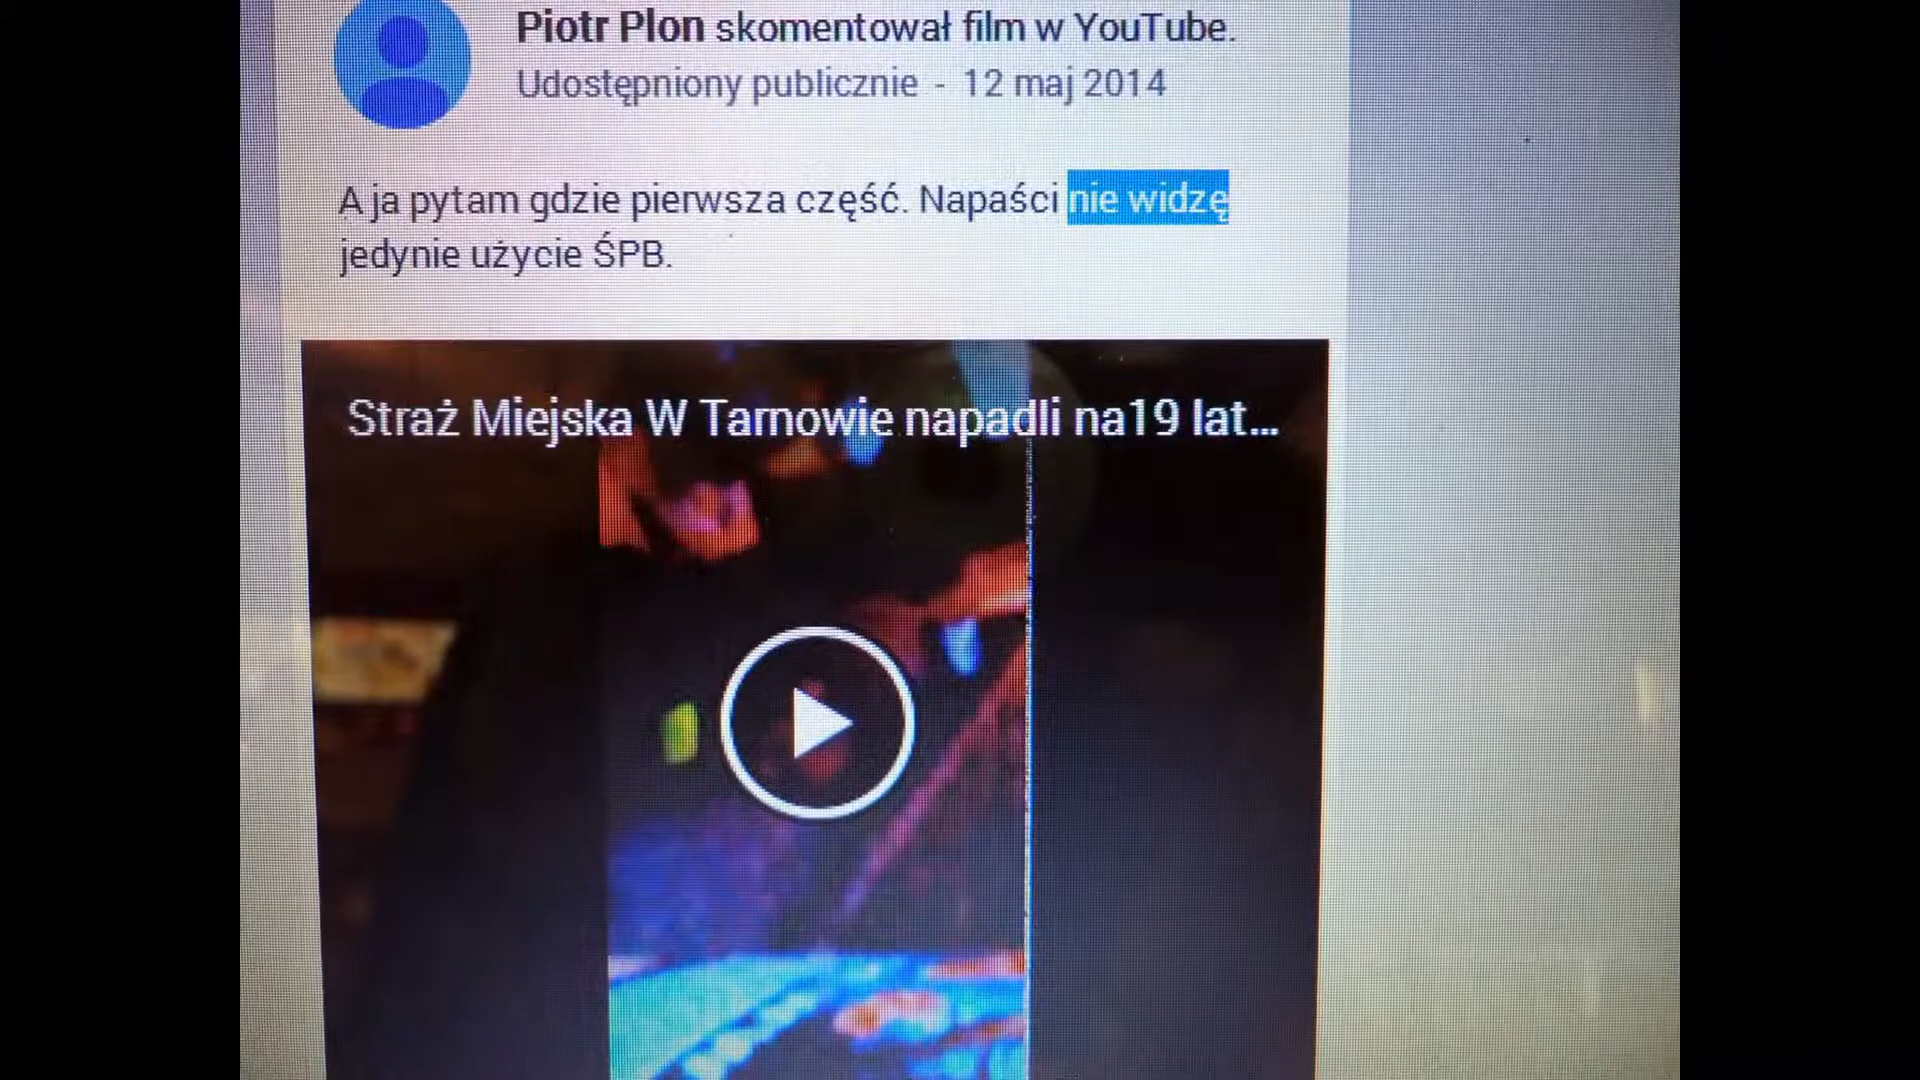 Piotr Plon skomentował film w YouTube.
Udostępniony publicznie - 12 maj 2014
A ja pytam gdzie pierwsza część. Napaści nie widzę
jedynie użycie ŚPB.
Straż Miejska W Tarnowie napadli na19 lat...